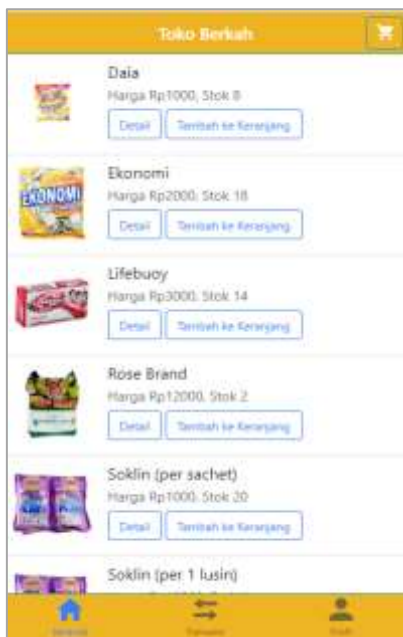 Toko Berkah
Daia
Harga Rp1000, Stok 8
Detail Tambah ke Keranjang
Ekonomi
Harga Rp2000, Stok 18
EKONOMI
Detail Tambah ke Keranjang
Lifebuoy
Harga Rp3000, Stok 14
Detail Tambah ke Keranjang
Rose Brand
Harga Rp12000, Stok 2
Detail Tambah ke Keranjang
Soklin (per sachet)
Harga Rp1000, Stok 20
Detail Tambah ke Keranjang
Soklin (per 1 lusin)